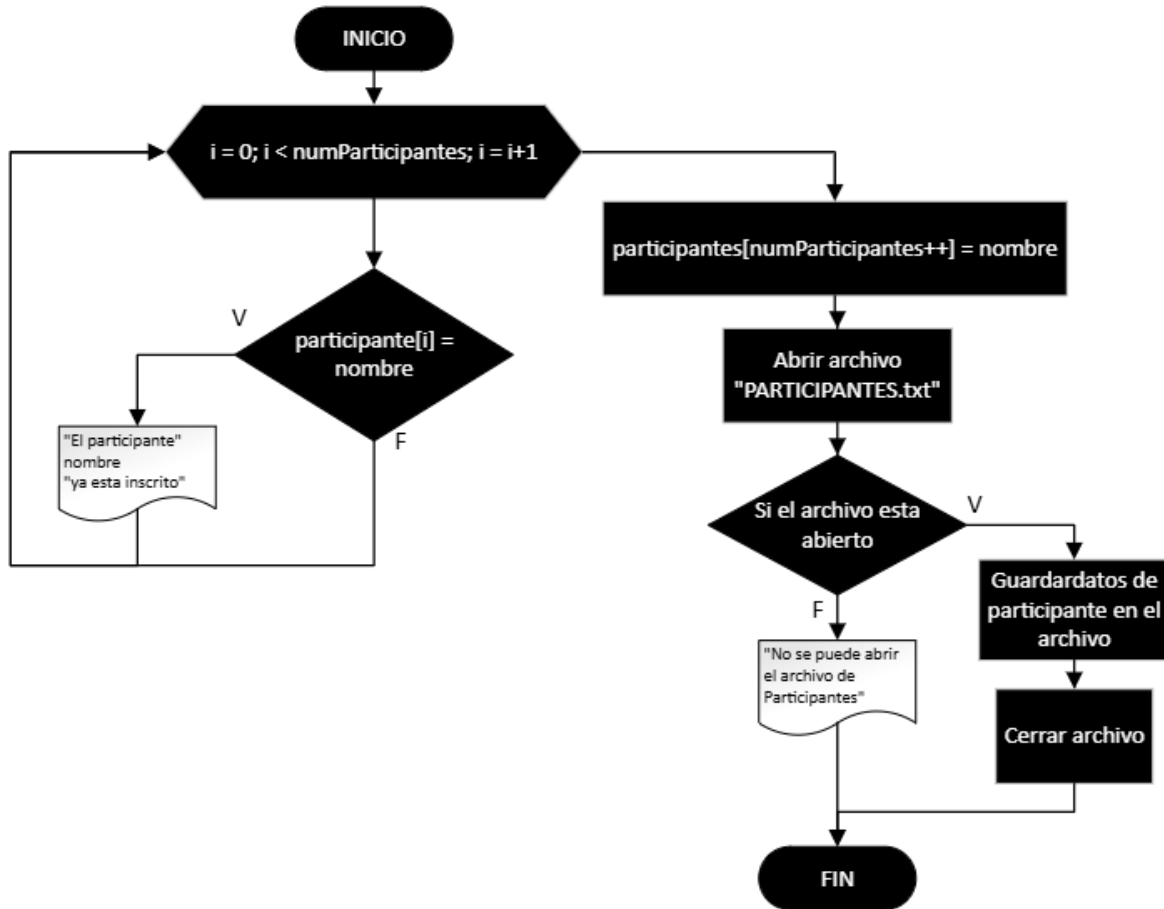 INICIO
i = 0; i < numParticipantes; i = i+1
participante[i] =
nombre
V
F
"El participante"
nombre
"ya esta inscrito"
participantes[numParticipantes++] = nombre
Abrir archivo
"PARTICIPANTES.txt"
Si el archivo esta
abierto
V
F
Guardardatos de
participante en el
archivo
"No se puede abrir
el archivo de
Participantes"
Cerrar archivo
FIN